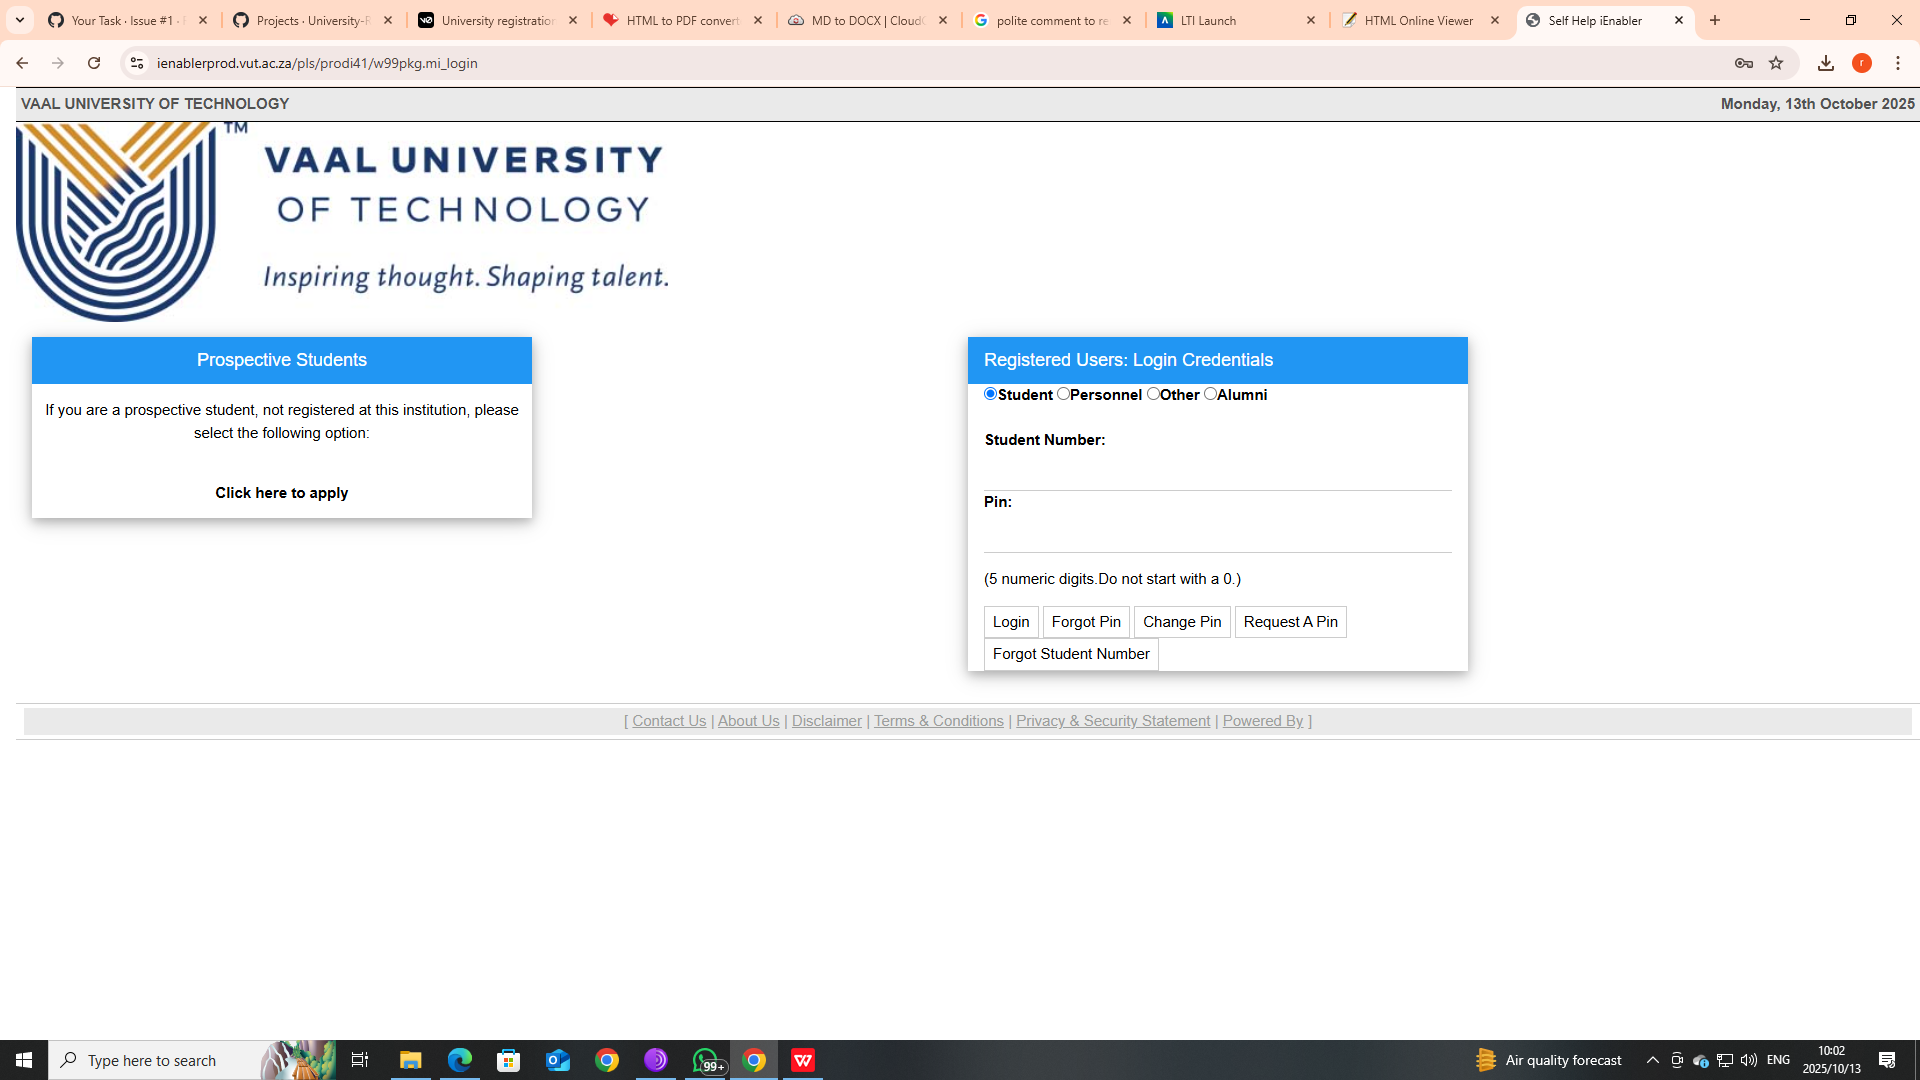 Your Task · Issue #1 ·
Projects · University-R
University registration
HTML to PDF convert
MD to DOCX | Cloud
polite comment to re
LTI Launch
HTML Online Viewer
Self Help iEnabler
ienablerprod.vut.ac.za/pls/prodi41/w99pkg.mi_login
r
VAAL UNIVERSITY OF TECHNOLOGY
Monday, 13th October 2025
TM
VAAL UNIVERSITY
OF TECHNOLOGY
Inspiring thought. Shaping talent.
Prospective Students
If you are a prospective student, not registered at this institution, please
select the following option:
Click here to apply
Registered Users: Login Credentials
Student Personnel Other Alumni
Student Number:
Pin:
(5 numeric digits.Do not start with a 0.)
Login Forgot Pin Change Pin Request A Pin
Forgot Student Number
[ Contact Us | About Us | Disclaimer | Terms & Conditions | Privacy & Security Statement | Powered By ]
Type here to search
99+
Air quality forecast
ENG
10:02
2025/10/13